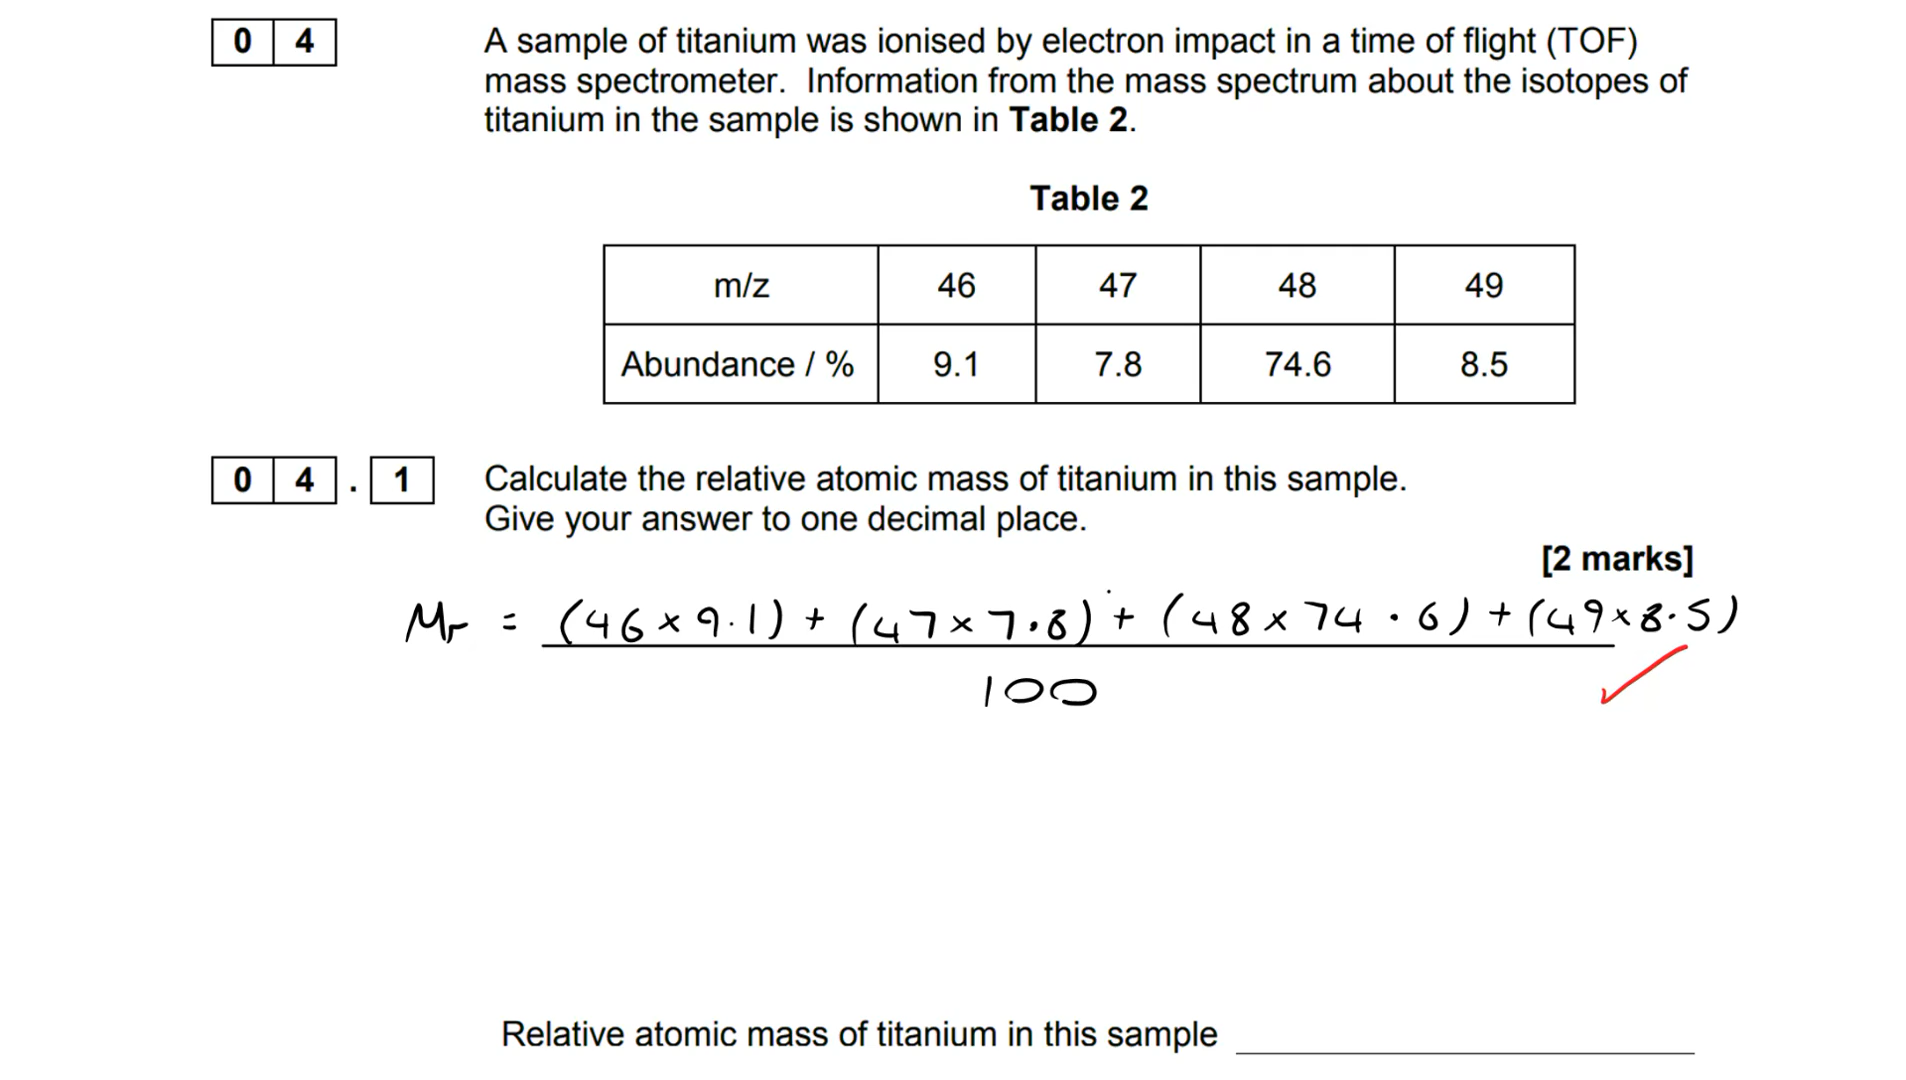 0 4 A sample of titanium was ionised by electron impact in a time of flight (TOF)
mass spectrometer. Information from the mass spectrum about the isotopes of
titanium in the sample is shown in Table 2.
Table 2
m/z 46 47 48 49
Abundance / % 9.1 7.8 74.6 8.5
0 4 . 1 Calculate the relative atomic mass of titanium in this sample.
Give your answer to one decimal place.
[2 marks]
Mr = (46 × 9.1) + (47 × 7.8) + (48 × 74.6) + (49 × 8.5)
100
Relative atomic mass of titanium in this sample